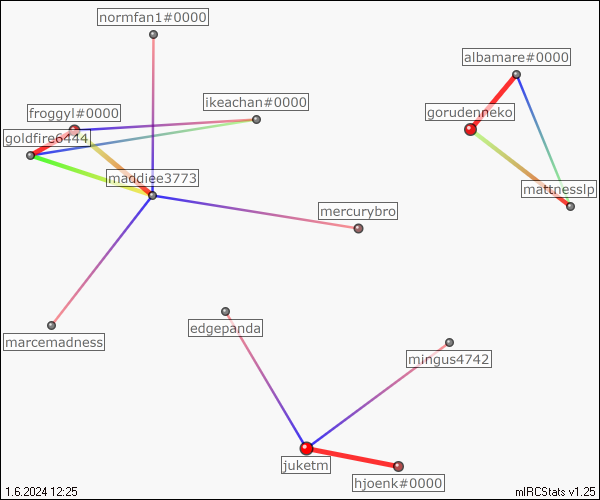 normfan1#0000
albamare#0000
ikeachan#0000
froggyl#0000
gorudenneko
goldfire6444
maddiee3773
mattnesslp
mercurybro
edgepanda
marcemadness
mingus4742
juketm
hjoenk#0000
1.6.2024 12:25
mIRCStats v1.25